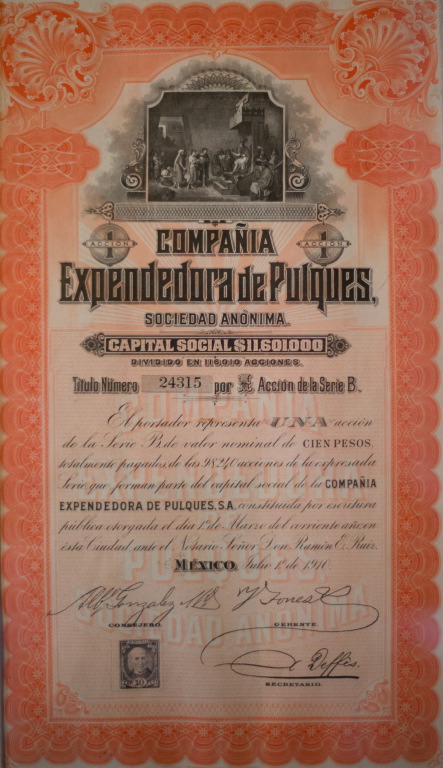 1 ACCION
1 ACCION
COMPAÑIA
Expendedora de Pulques,
SOCIEDAD ANÓNIMA.
CAPITAL SOCIAL $11.601.000
DIVIDIDO EN 116,010 ACCIONES.
Titulo Número 24315 por Acción de la Serie B.
El portador representa UNA acción
de la Serie B. de valor nominal de CIEN PESOS,
totalmente pagados, de las 98,240 acciones de la expresada
Serie que forman parte del capital social de la COMPAÑIA
EXPENDEDORA DE PULQUES, S.A. constituida por escritura
pública otorgada el día 1º de Marzo del corriente año en
ésta Ciudad ante el Notario Señor Don Ramón E. Ruiz.
MÉXICO, Julio 1º de 1910
CONSEJERO.
GERENTE.
SECRETARIO.